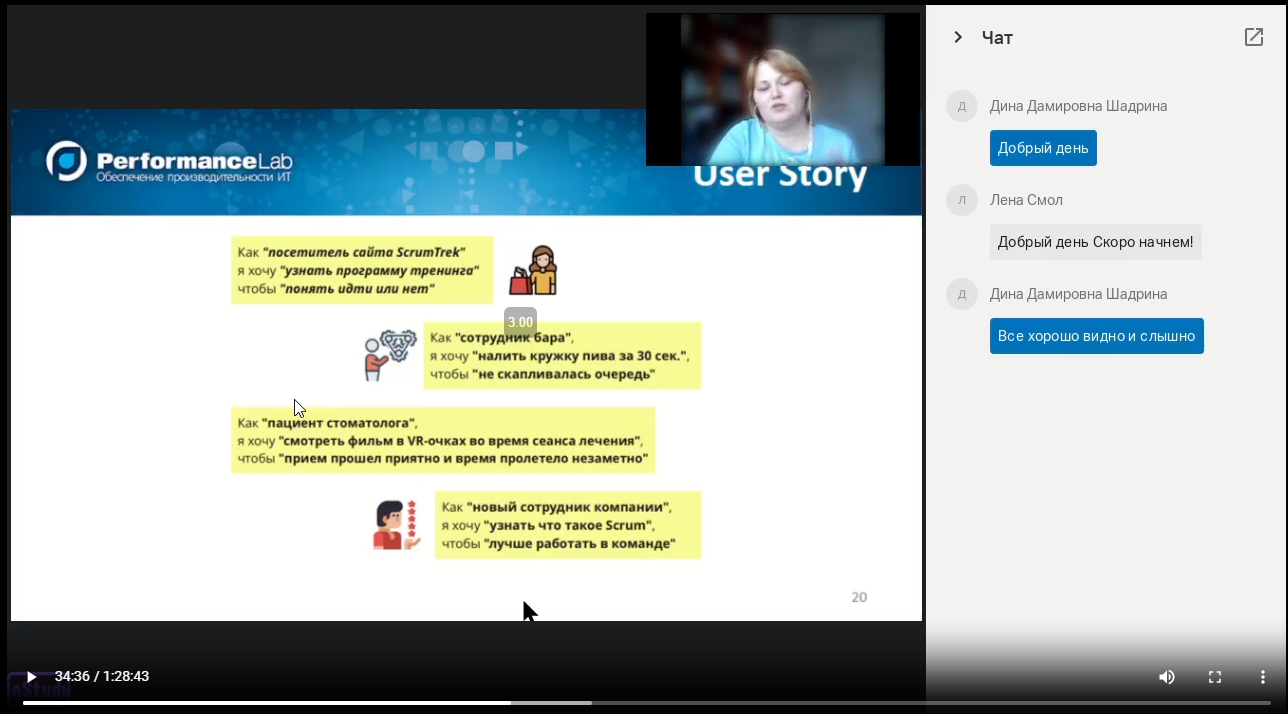 PerformanceLab
Обеспечение производительности ИТ
User Story
Как "посетитель сайта ScrumTrek"
я хочу "узнать программу тренинга"
чтобы "понять идти или нет"
3.00
Как "сотрудник бара",
я хочу "налить кружку пива за 30 сек.",
чтобы "не скапливалась очередь"
Как "пациент стоматолога",
я хочу "смотреть фильм в VR-очках во время сеанса лечения",
чтобы "прием прошел приятно и время пролетело незаметно"
Как "новый сотрудник компании",
я хочу "узнать что такое Scrum",
чтобы "лучше работать в команде"
20
34:36 / 1:28:43
Чат
Д
Дина Дамировна Шадрина
Добрый день
Л
Лена Смол
Добрый день Скоро начнем!
Д
Дина Дамировна Шадрина
Все хорошо видно и слышно